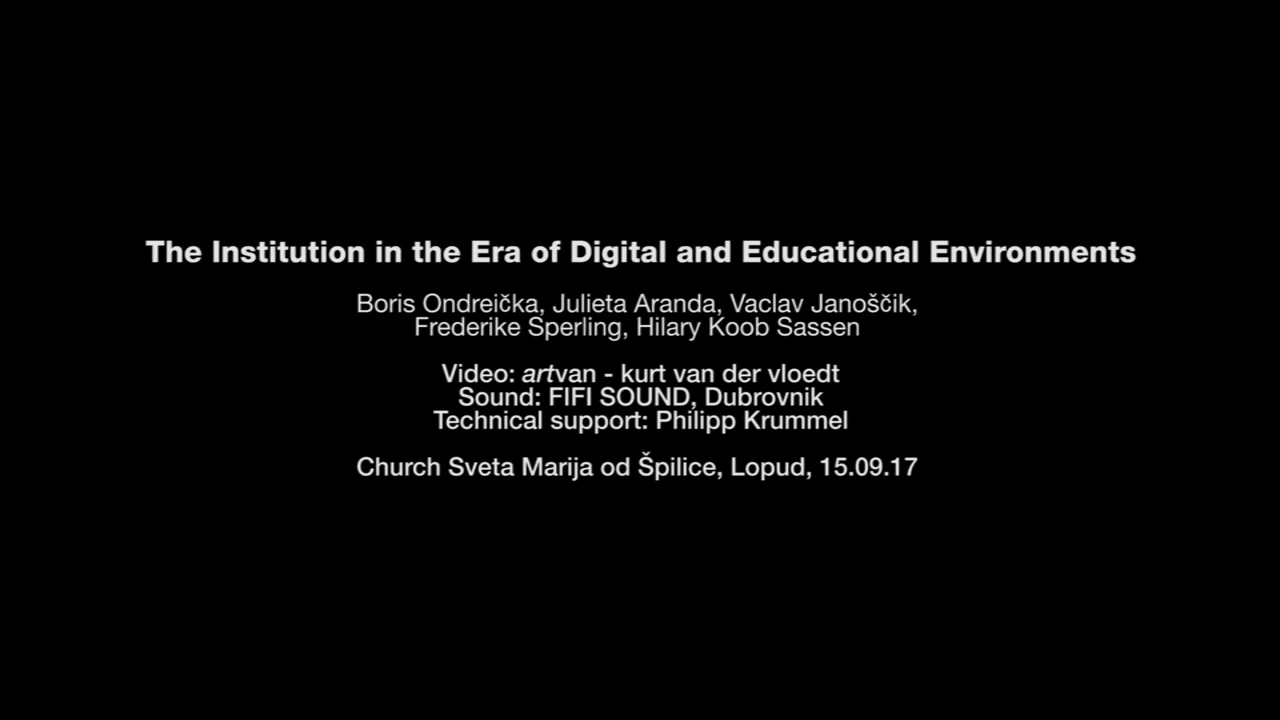 The Institution in the Era of Digital and Educational Environments
Boris Ondreička, Julieta Aranda, Vaclav Janoščik,
Frederike Sperling, Hilary Koob Sassen
Video: artvan - kurt van der vloedt
Sound: FIFI SOUND, Dubrovnik
Technical support: Philipp Krummel
Church Sveta Marija od Špilice, Lopud, 15.09.17